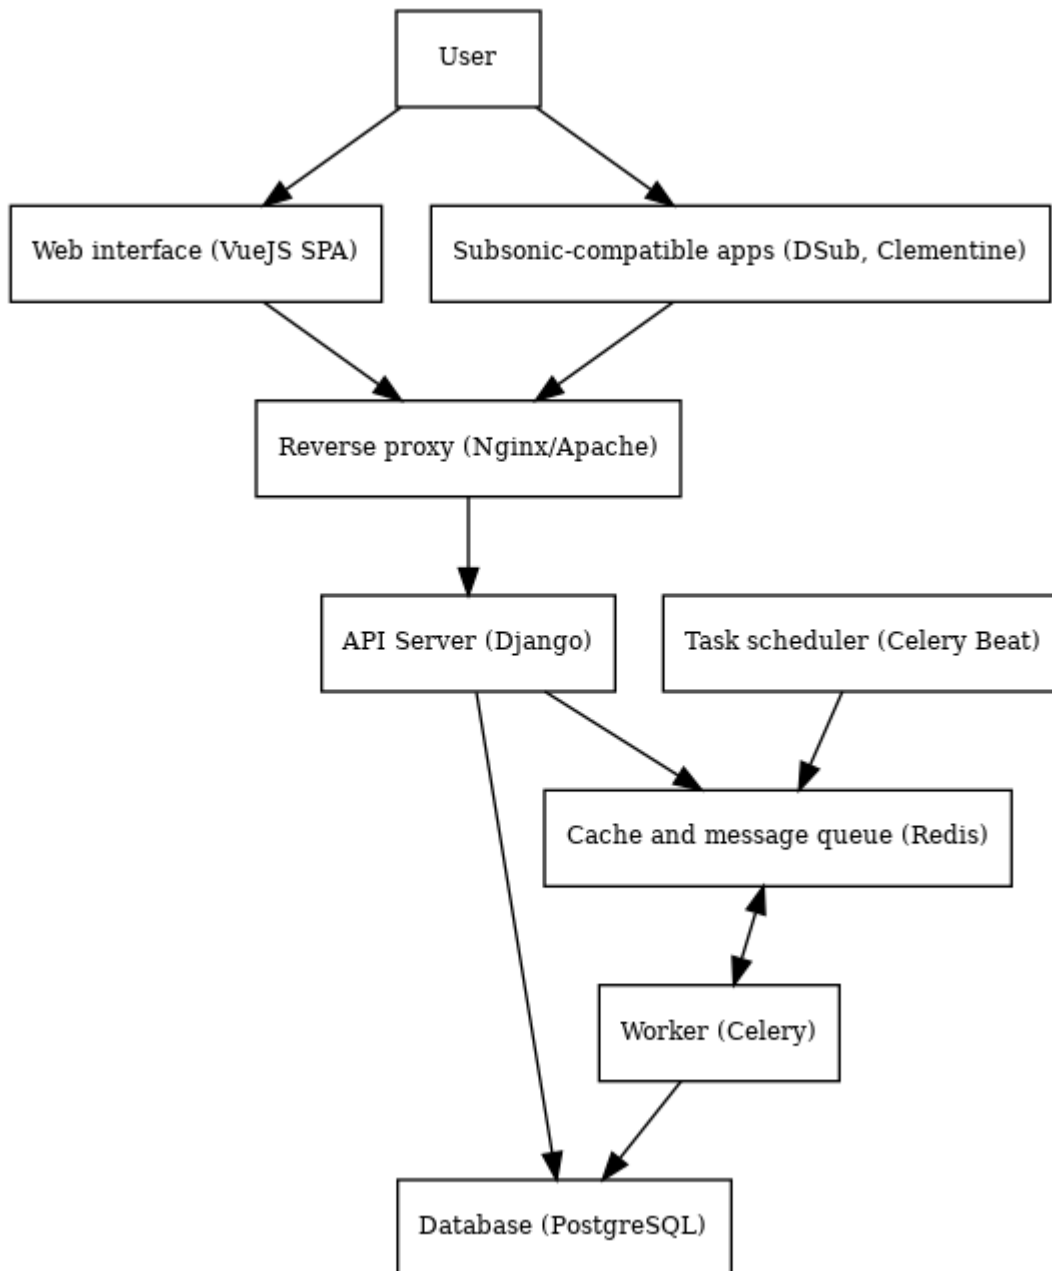 User
Web interface (VueJS SPA)
Subsonic-compatible apps (DSub, Clementine)
Reverse proxy (Nginx/Apache)
API Server (Django)
Task scheduler (Celery Beat)
Cache and message queue (Redis)
Worker (Celery)
Database (PostgreSQL)